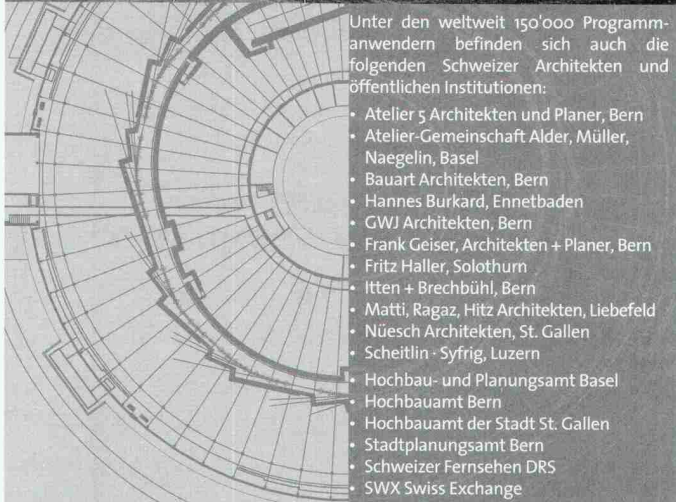 Unter den weltweit 150'000 Programm-
anwendern befinden sich auch die
folgenden Schweizer Architekten und
öffentlichen Institutionen:
• Atelier 5 Architekten und Planer, Bern
• Atelier-Gemeinschaft Alder, Müller,
Naegelin, Basel
• Bauart Architekten, Bern
• Hannes Burkard, Ennetbaden
• GWJ Architekten, Bern
• Frank Geiser, Architekten + Planer, Bern
• Fritz Haller, Solothurn
• Itten + Brechbühl, Bern
• Matti, Ragaz, Hitz Architekten, Liebefeld
• Nüesch Architekten, St. Gallen
• Scheitlin · Syfrig, Luzern
• Hochbau- und Planungsamt Basel
• Hochbauamt Bern
• Hochbauamt der Stadt St. Gallen
• Stadtplanungsamt Bern
• Schweizer Fernsehen DRS
• SWX Swiss Exchange